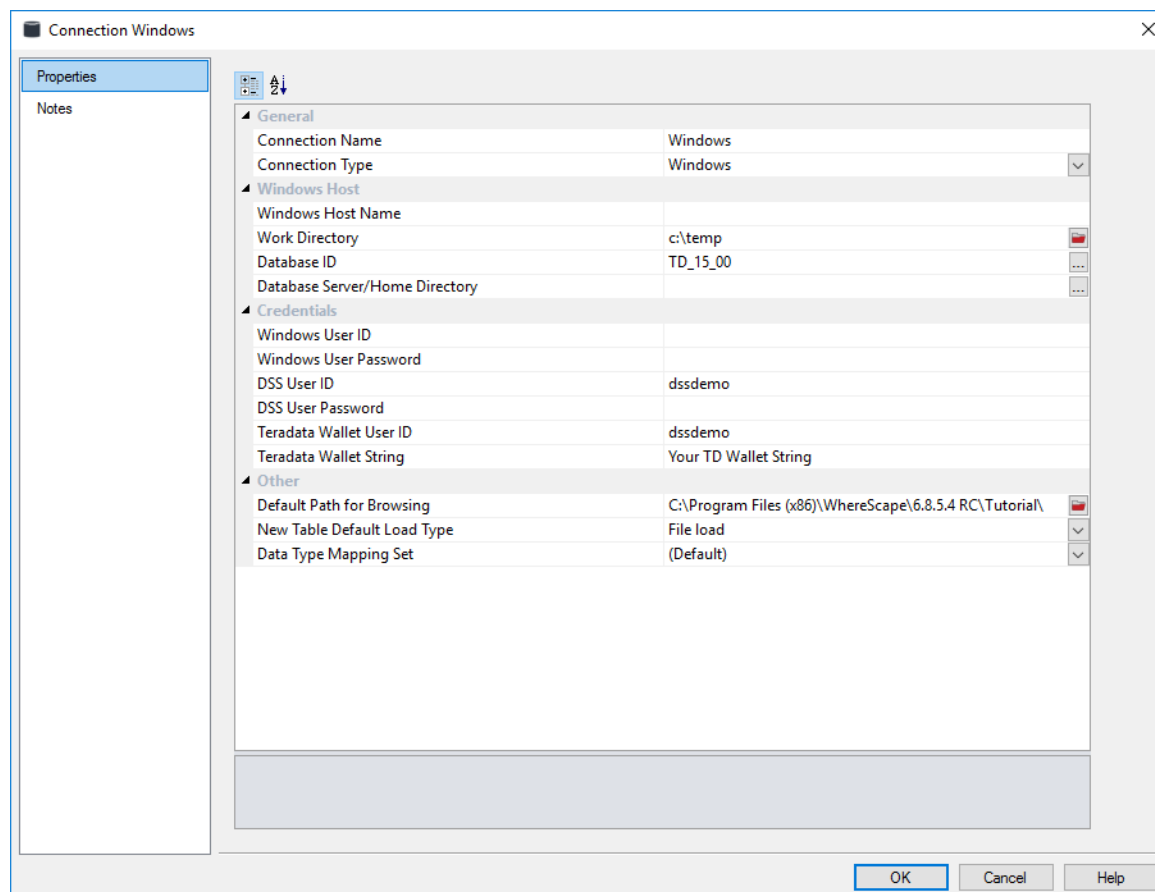 Connection Windows
Properties
Notes
General
Connection Name Windows
Connection Type Windows
Windows Host
Windows Host Name
Work Directory c:\temp
Database ID TD_15_00
...
Database Server/Home Directory
...
Credentials
Windows User ID
Windows User Password
DSS User ID dssdemo
DSS User Password
Teradata Wallet User ID dssdemo
Teradata Wallet String Your TD Wallet String
Other
Default Path for Browsing C:\Program Files (x86)\WhereScape\6.8.5.4 RC\Tutorial\
New Table Default Load Type File load
Data Type Mapping Set (Default)
OK Cancel Help